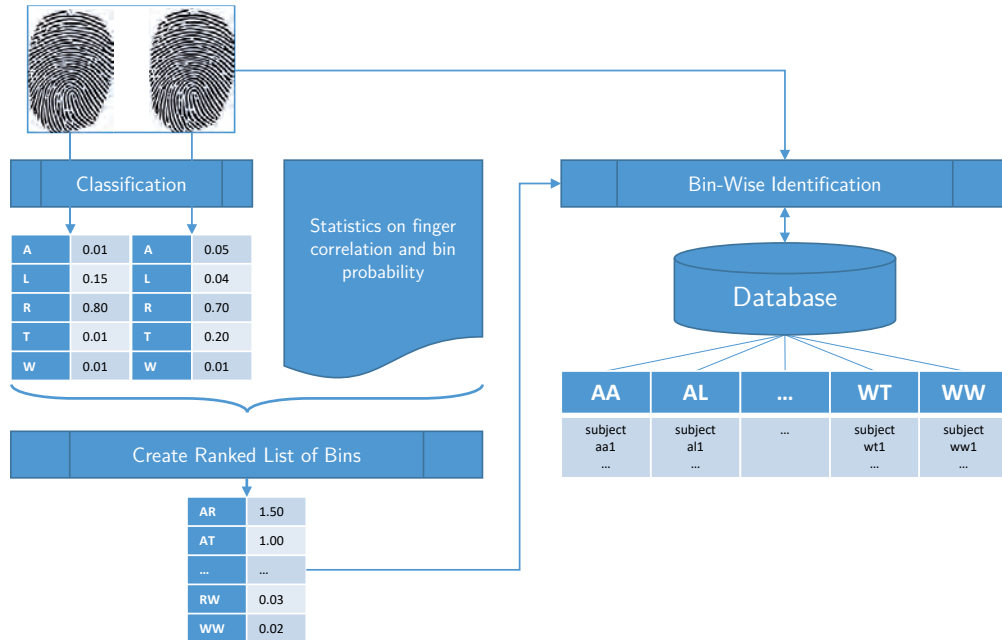 Classification
A 0.01 A 0.05
L 0.15 L 0.04
R 0.80 R 0.70
T 0.01 T 0.20
W 0.01 W 0.01
Statistics on finger
correlation and bin
probability
Create Ranked List of Bins
AR 1.50
AT 1.00
... ...
RW 0.03
WW 0.02
Bin-Wise Identification
Database
AA AL ... WT WW
subject subject ... subject subject
aa1 al1 wt1 ww1
... ... ... ...